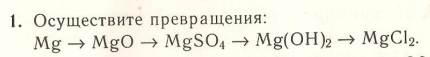 1. Осуществите превращения:
Mg → MgO → MgSO₄ → Mg(OH)₂ → MgCl₂.